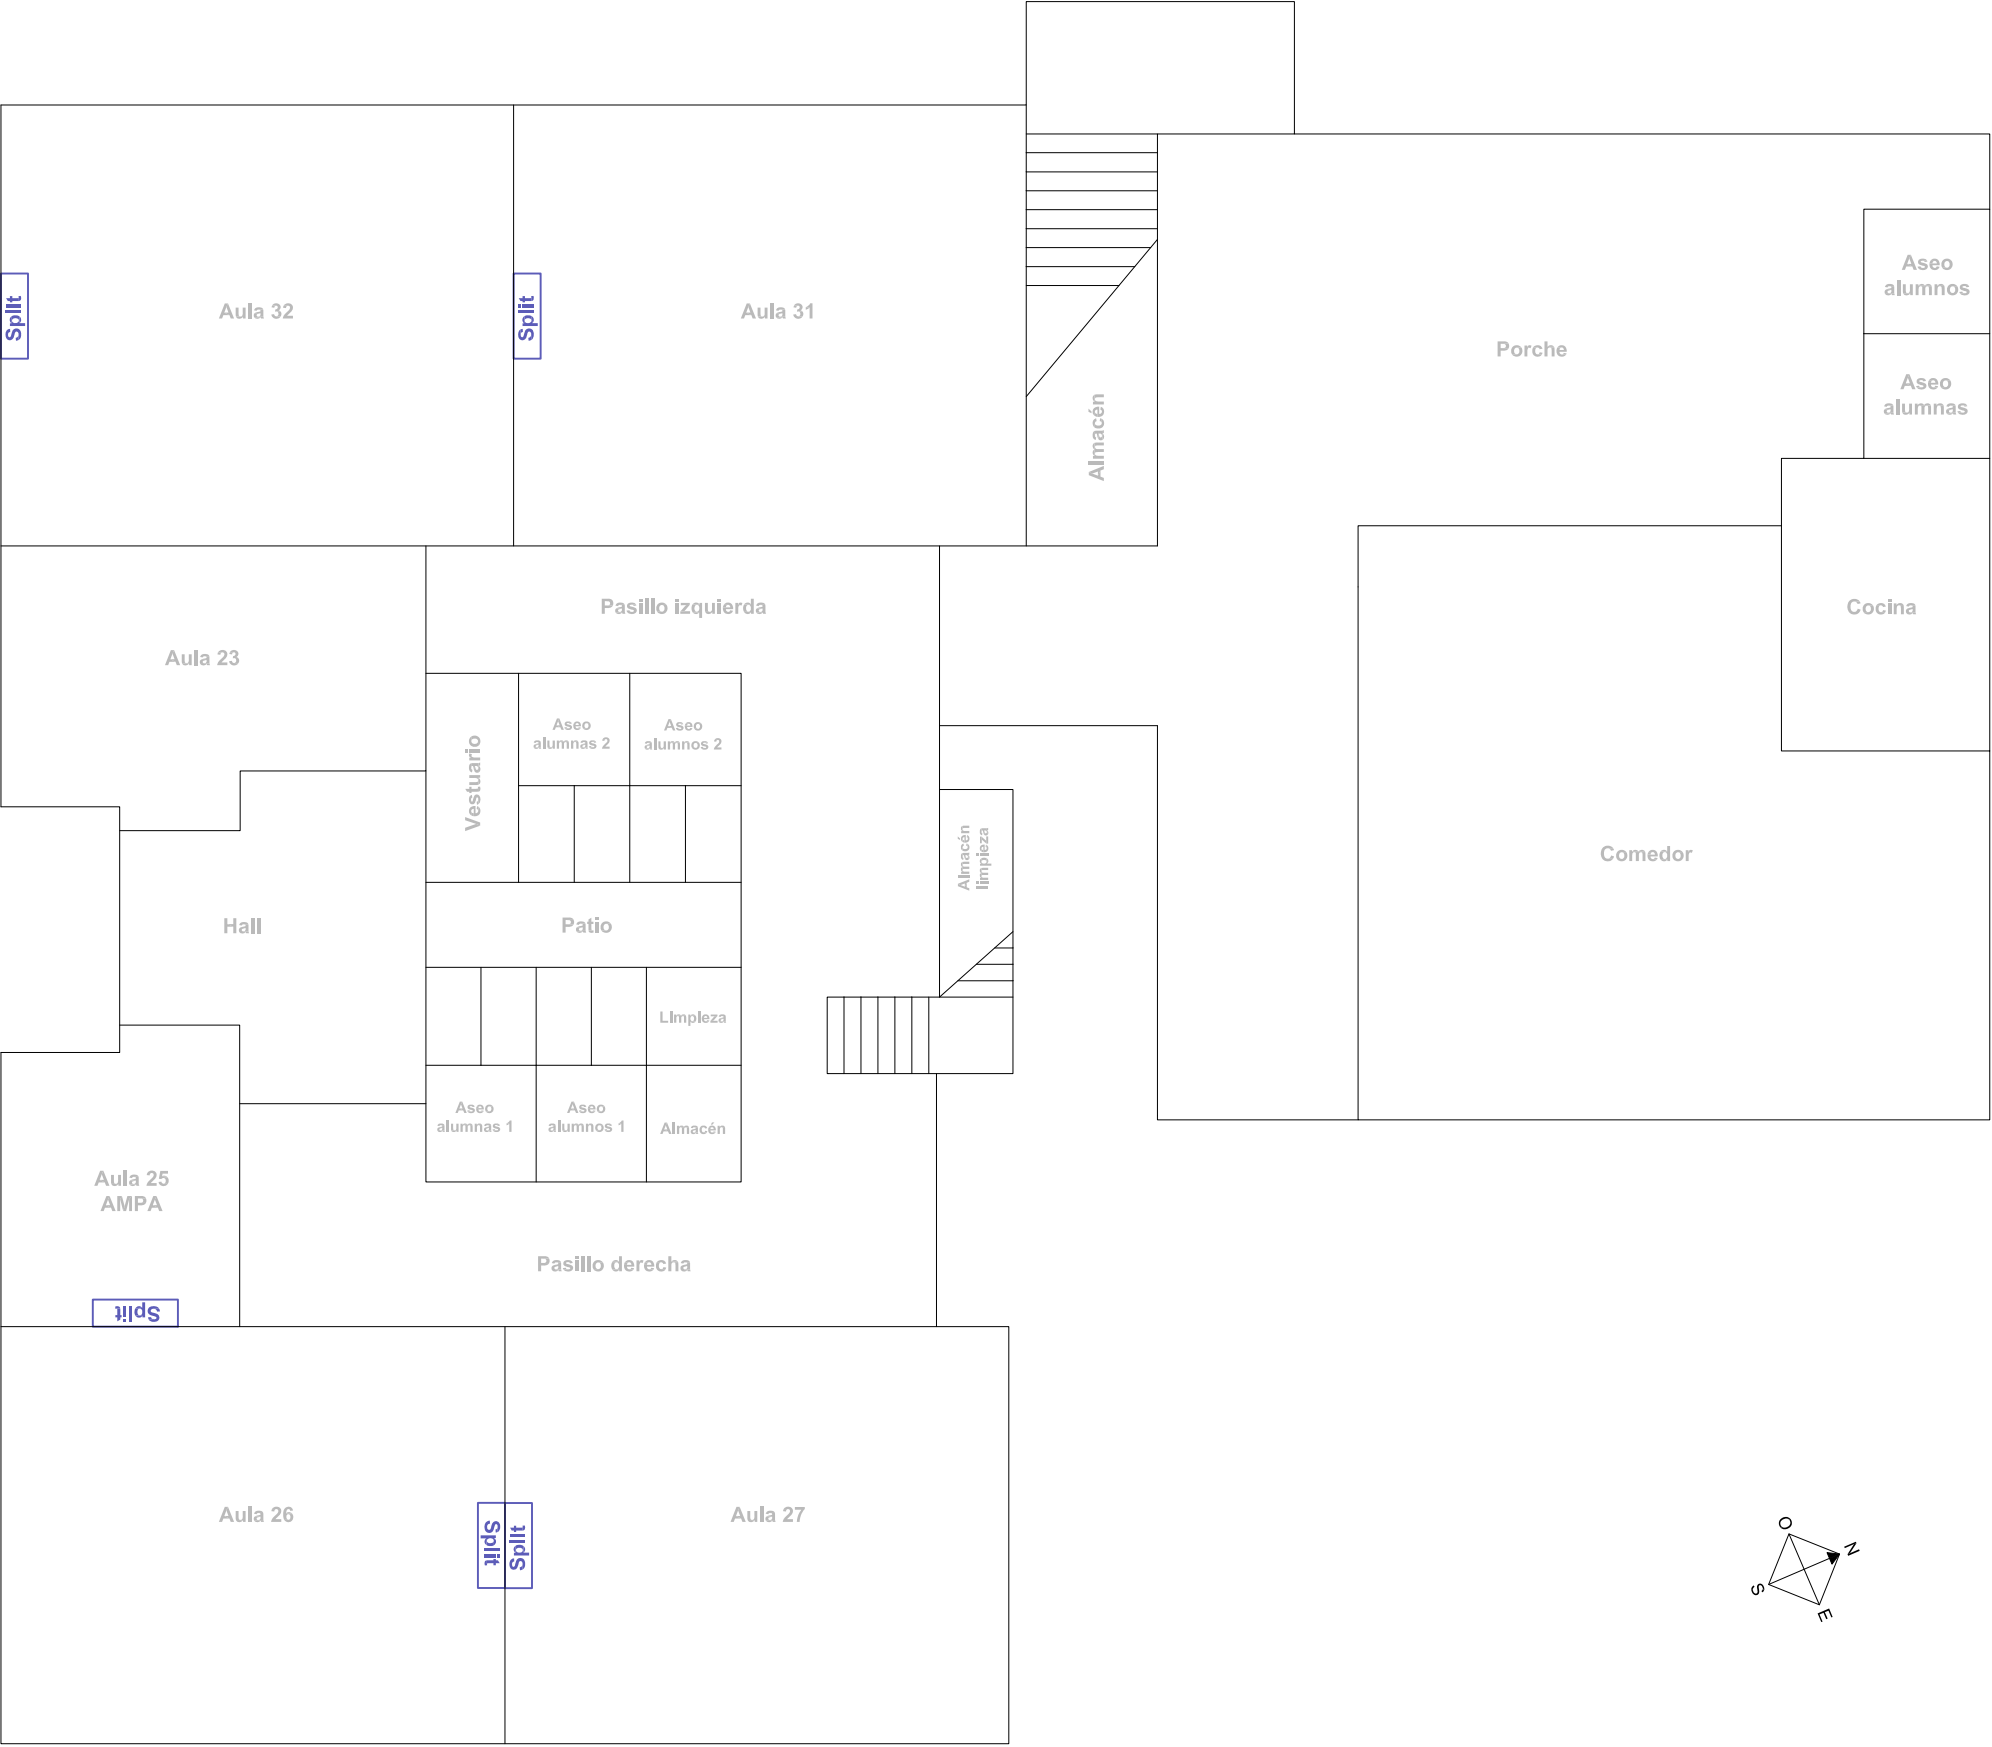 Aseo
alumnos
Split
Aula 32
Split
Aula 31
Porche
Aseo
alumnas
Almacén
Pasillo izquierda
Cocina
Aula 23
Vestuario
Aseo
alumnas 2
Aseo
alumnos 2
Almacén
limpieza
Comedor
Hall
Patio
LImpieza
Aseo
alumnas 1
Aseo
alumnos 1
Almacén
Aula 25
AMPA
Pasillo derecha
Split
Aula 26
Split
Split
Aula 27
O
N
S
E